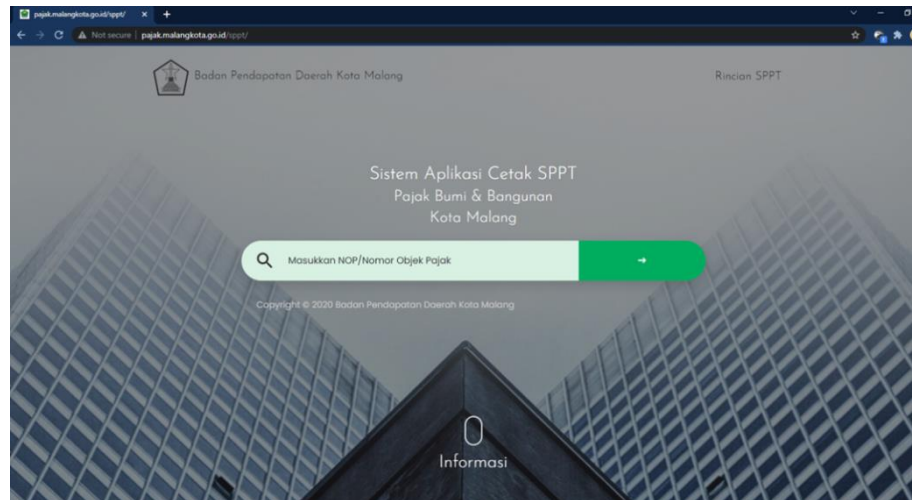 pajak.malangkota.go.id/sppt/
Not secure | pajak.malangkota.go.id/sppt/
Badan Pendapatan Daerah Kota Malang
Rincian SPPT
Sistem Aplikasi Cetak SPPT
Pajak Bumi & Bangunan
Kota Malang
Masukkan NOP/Nomor Objek Pajak
Copyright © 2020 Badan Pendapatan Daerah Kota Malang
Informasi